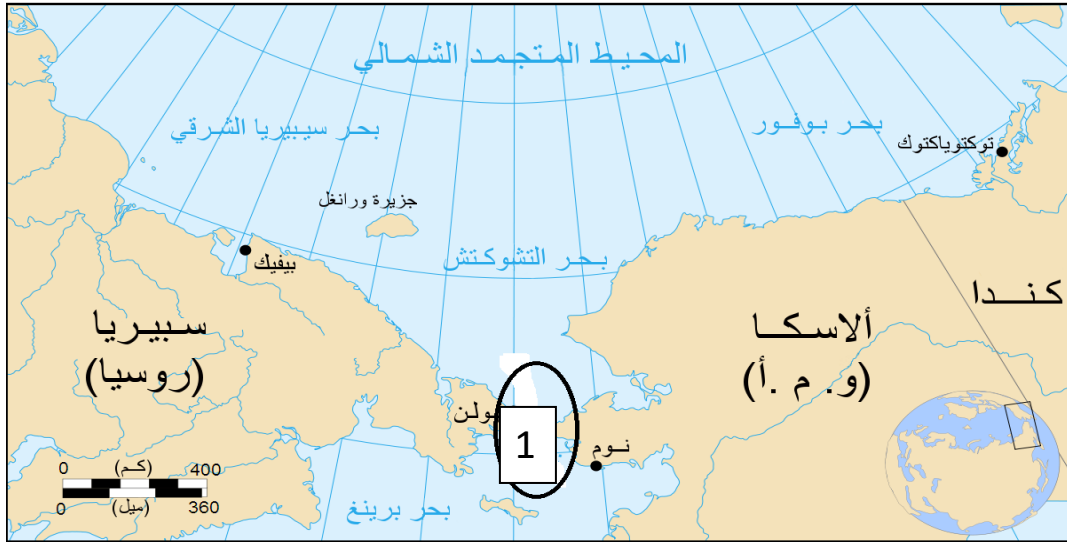 المحيط المتجمد الشمالي
بحر بوفور
بحر سيبيريا الشرقي
توكتوياكتوك
جزيرة ورانغل
بيفيك
بحر التشوكتش
كندا
ألاسكا
(و. م .أ)
سيبيريا
(روسيا)
1
نوم
بحر برينغ
0 (كم) 400
0 (ميل) 360